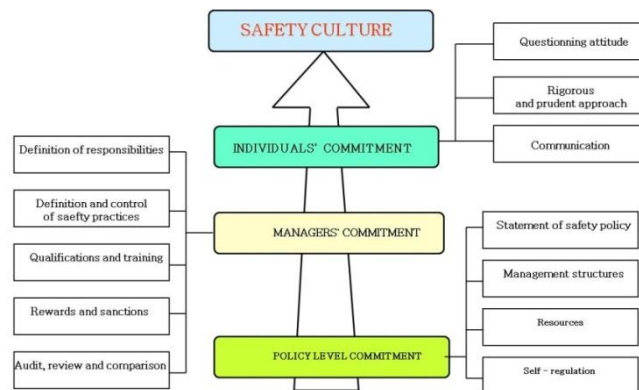 SAFETY CULTURE
Questionning attitude
Rigorous
and prudent approach
Communication
INDIVIDUALS' COMMITMENT
Definition of responsibilities
Definition and control
of saefty practices
Qualifications and training
Rewards and sanctions
Audit, review and comparison
MANAGERS' COMMITMENT
Statement of safety policy
Management structures
Resources
Self - regulation
POLICY LEVEL COMMITMENT